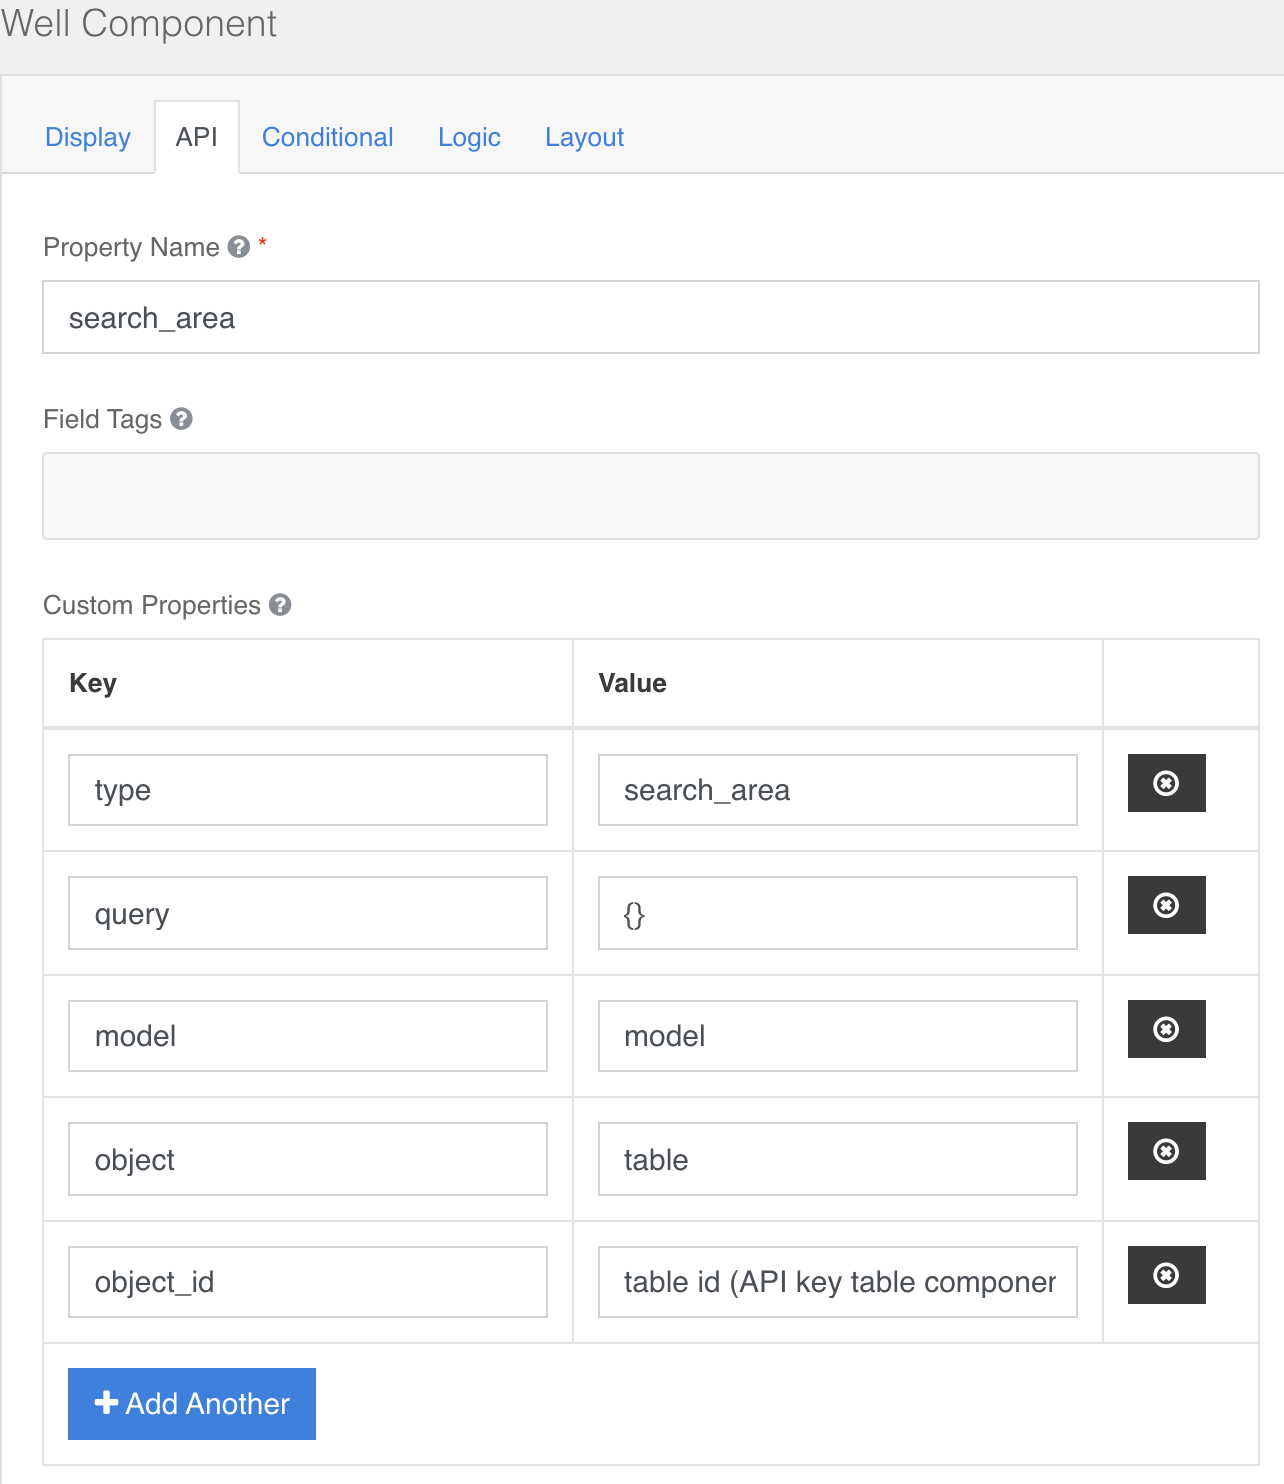 Well Component
Display API Conditional Logic Layout
Property Name ? *
search_area
Field Tags ?
Custom Properties ?
Key Value
type search_area
query {}
model model
object table
object_id table id (API key table componer
+ Add Another